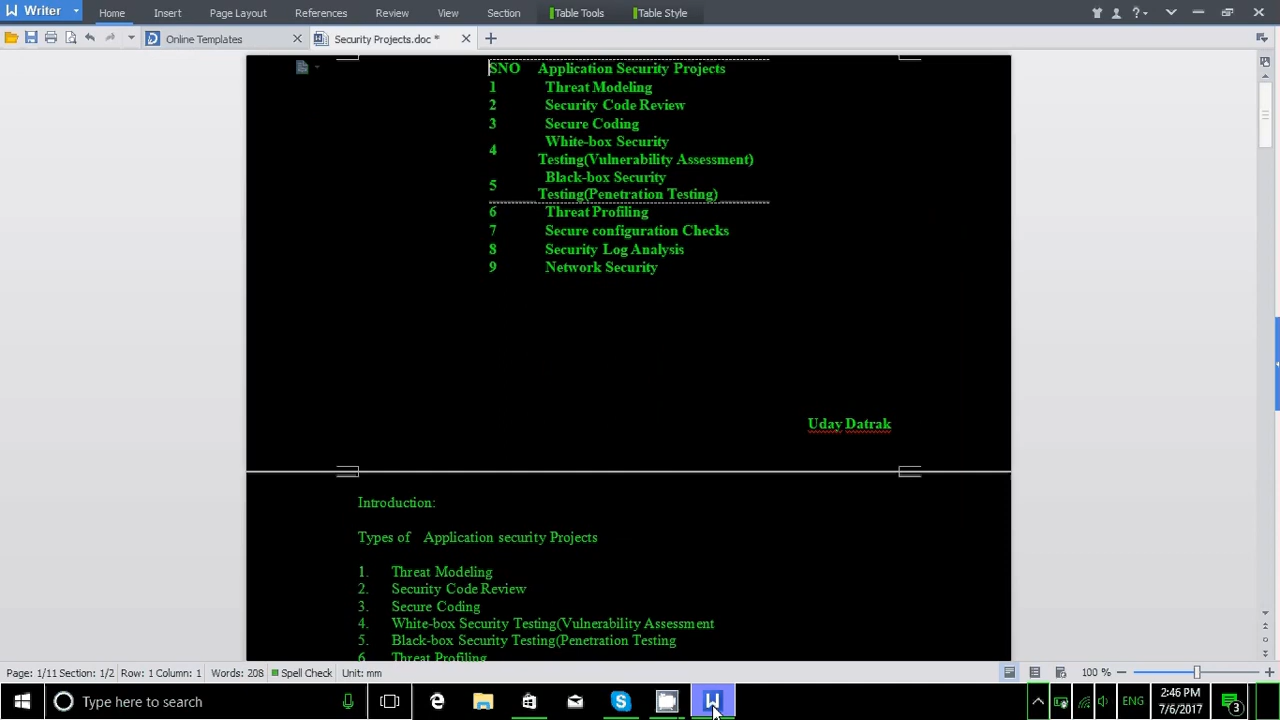 Writer
Home Insert Page Layout References Review View Section Table Tools Table Style
Online Templates Security Projects.doc *
SNO Application Security Projects
1 Threat Modeling
2 Security Code Review
3 Secure Coding
4 White-box Security
Testing(Vulnerability Assessment)
5 Black-box Security
Testing(Penetration Testing)
6 Threat Profiling
7 Secure configuration Checks
8 Security Log Analysis
9 Network Security
Uday Datrak
Introduction:
Types of Application security Projects
1. Threat Modeling
2. Security Code Review
3. Secure Coding
4. White-box Security Testing(Vulnerability Assessment
5. Black-box Security Testing(Penetration Testing
6. Threat Profiling
Page: 1/11 Section: 1/2 Row: 1 Column: 1 Words: 208 Spell Check Unit: mm 100 %
Type here to search ENG 2:46 PM 3
7/6/2017